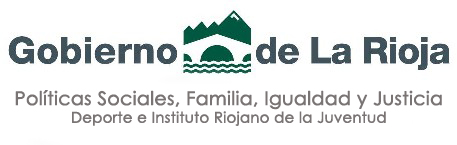 Gobierno de La Rioja
Políticas Sociales, Familia, Igualdad y Justicia
Deporte e Instituto Riojano de la Juventud